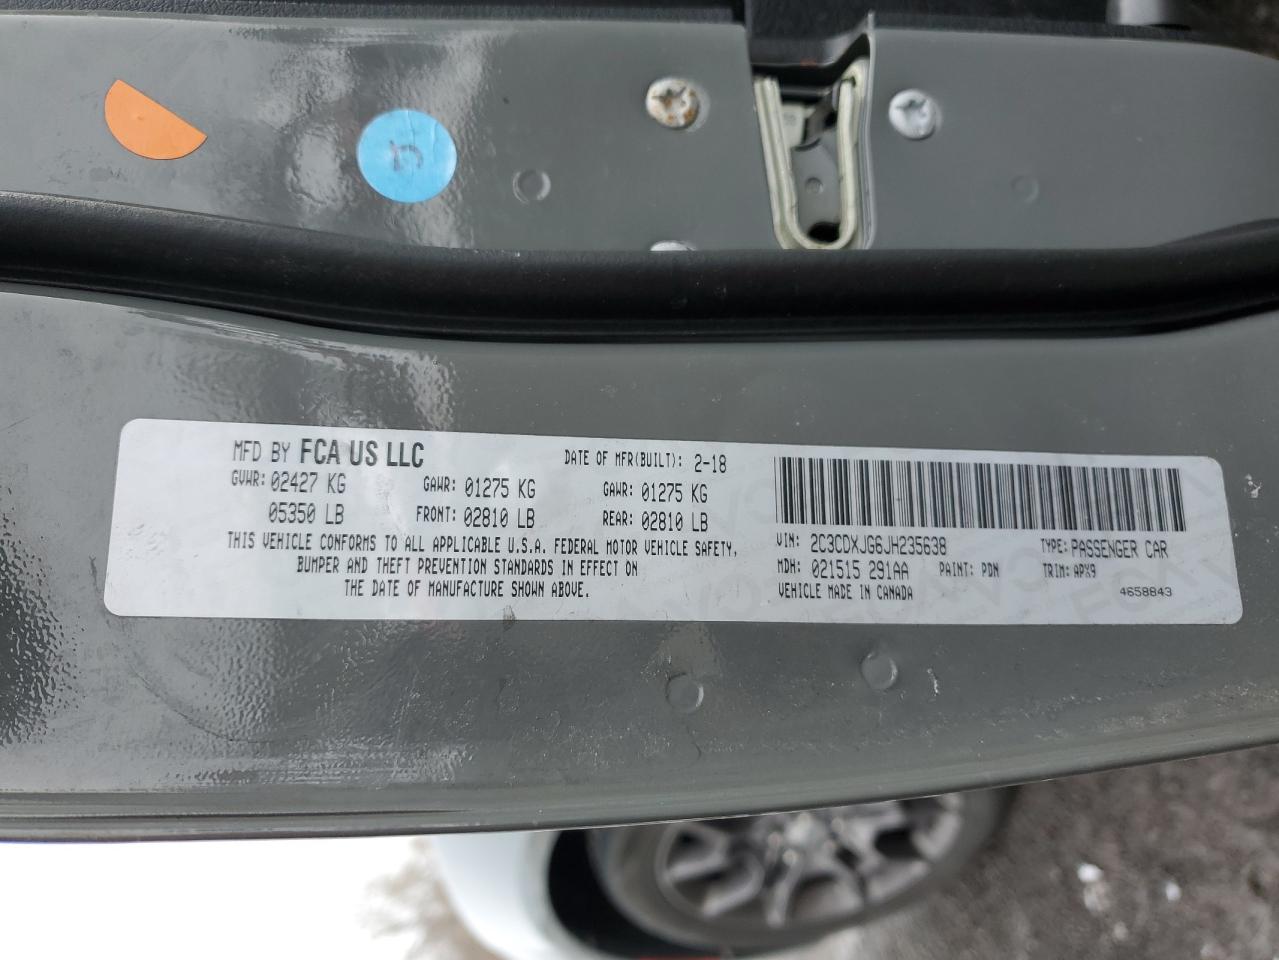 MFD BY FCA US LLC DATE OF MFR(BUILT): 2-18
GVWR: 02427 KG GAWR: 01275 KG GAWR: 01275 KG
05350 LB FRONT: 02810 LB REAR: 02810 LB
THIS VEHICLE CONFORMS TO ALL APPLICABLE U.S.A. FEDERAL MOTOR VEHICLE SAFETY,
BUMPER AND THEFT PREVENTION STANDARDS IN EFFECT ON
THE DATE OF MANUFACTURE SHOWN ABOVE.
VIN: 2C3CDXJG6JH235638 TYPE: PASSENGER CAR
MDH: 021515 291AA PAINT: PDN TRIM: APX9
VEHICLE MADE IN CANADA 4658843